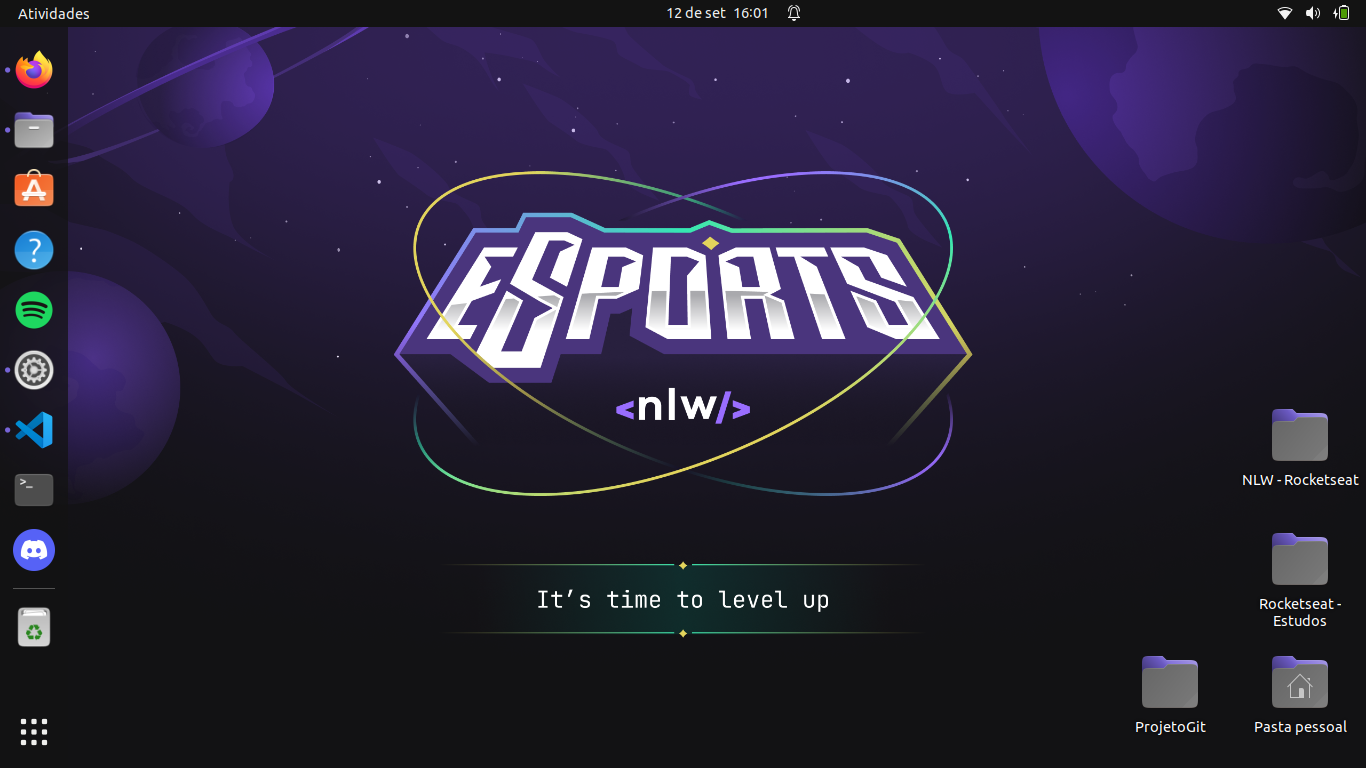 Atividades
12 de set 16:01
ESPORTS
<nlw/>
It’s time to level up
NLW - Rocketseat
Rocketseat -
Estudos
ProjetoGit
Pasta pessoal